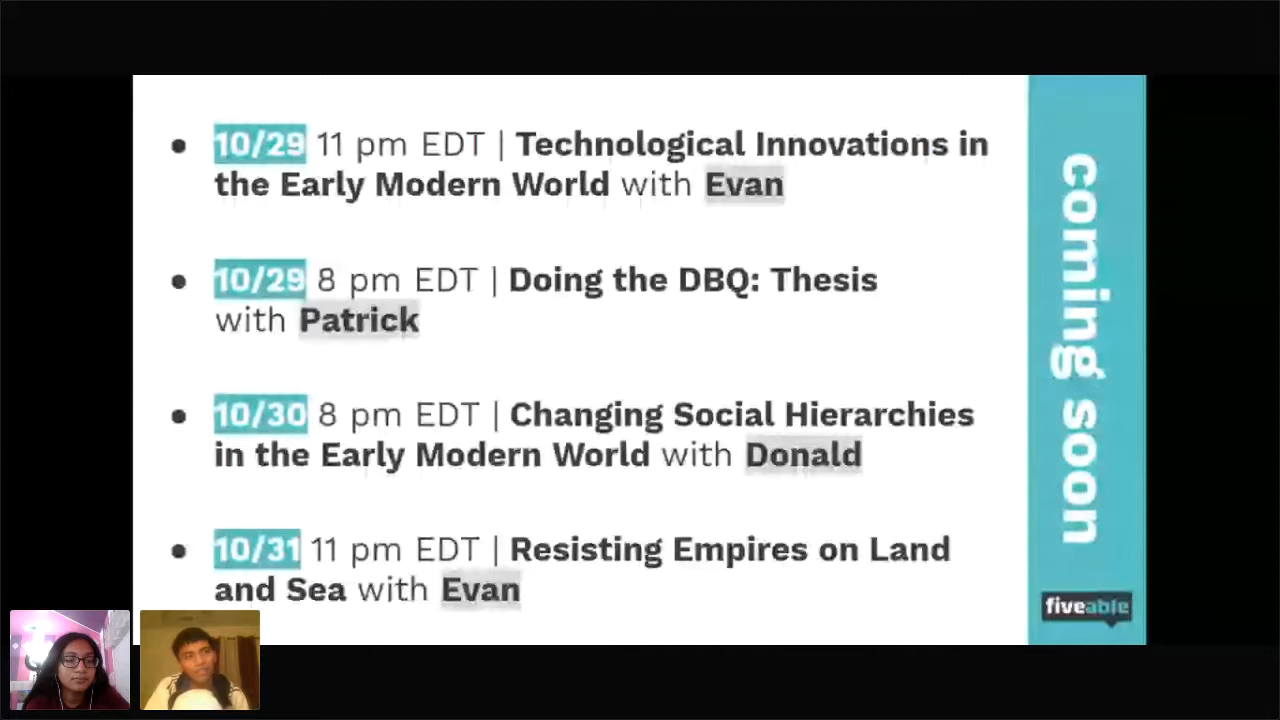 10/29 11 pm EDT | Technological Innovations in
the Early Modern World with Evan
10/29 8 pm EDT | Doing the DBQ: Thesis
with Patrick
10/30 8 pm EDT | Changing Social Hierarchies
in the Early Modern World with Donald
10/31 11 pm EDT | Resisting Empires on Land
and Sea with Evan
coming soon
fiveable